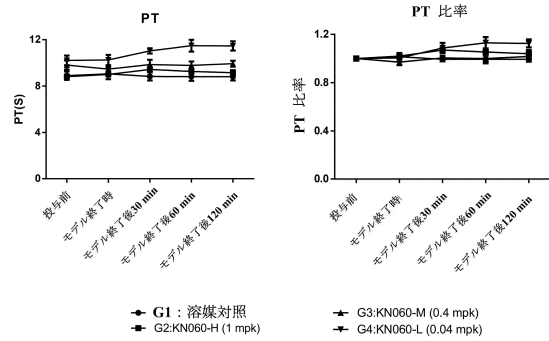 PT
PT 比率
12
8
4
0
PT(S)
投与前
モデル終了時
モデル終了後30 min
モデル終了後60 min
モデル終了後120 min
1.2
0.8
0.4
0.0
PT 比率
投与前
モデル終了時
モデル終了後30 min
モデル終了後60 min
モデル終了後120 min
G1：溶媒対照
G2:KN060-H (1 mpk)
G3:KN060-M (0.4 mpk)
G4:KN060-L (0.04 mpk)